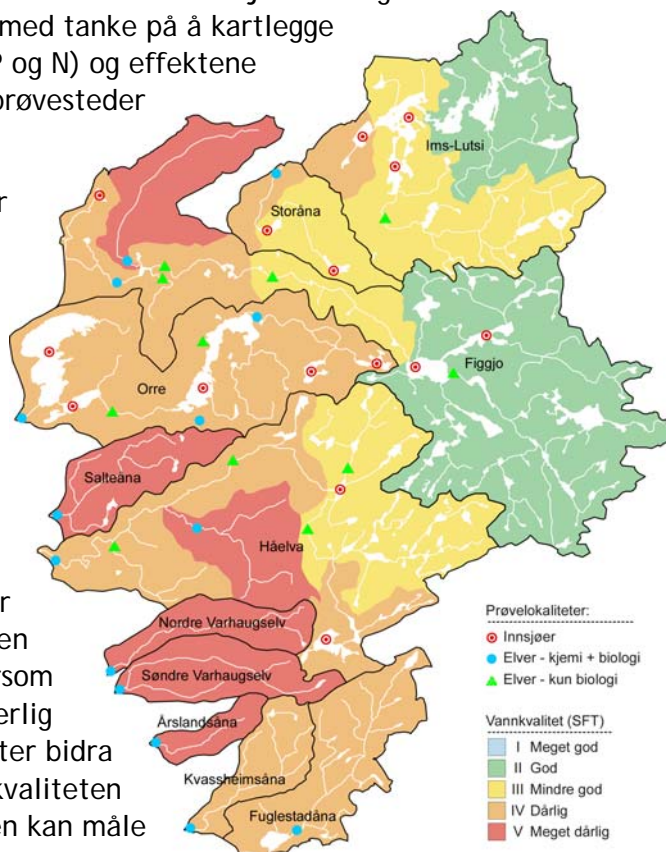 med tanke på å kartlegge
P og N) og effektene
prøvesteder
r
Ims-Lutsi
Storåna
Figgjo
Orre
Salteåna
Håelva
Nordre Varhaugselv
Søndre Varhaugselv
Årslandsåna
Kvassheimsåna
Fuglestadåna
r
en
rsom
erlig
ter bidra
kvaliteten
en kan måle
Prøvelokaliteter:
Innsjøer
Elver - kjemi + biologi
Elver - kun biologi
Vannkvalitet (SFT)
I Meget god
II God
III Mindre god
IV Dårlig
V Meget dårlig